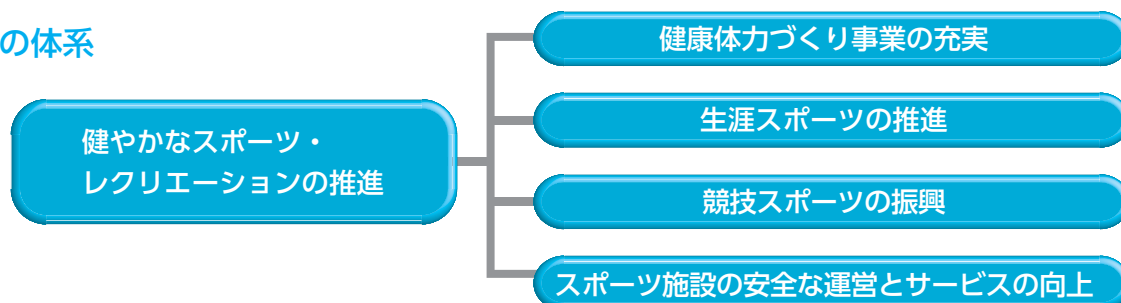 の体系
健やかなスポーツ・
レクリエーションの推進
健康体力づくり事業の充実
生涯スポーツの推進
競技スポーツの振興
スポーツ施設の安全な運営とサービスの向上